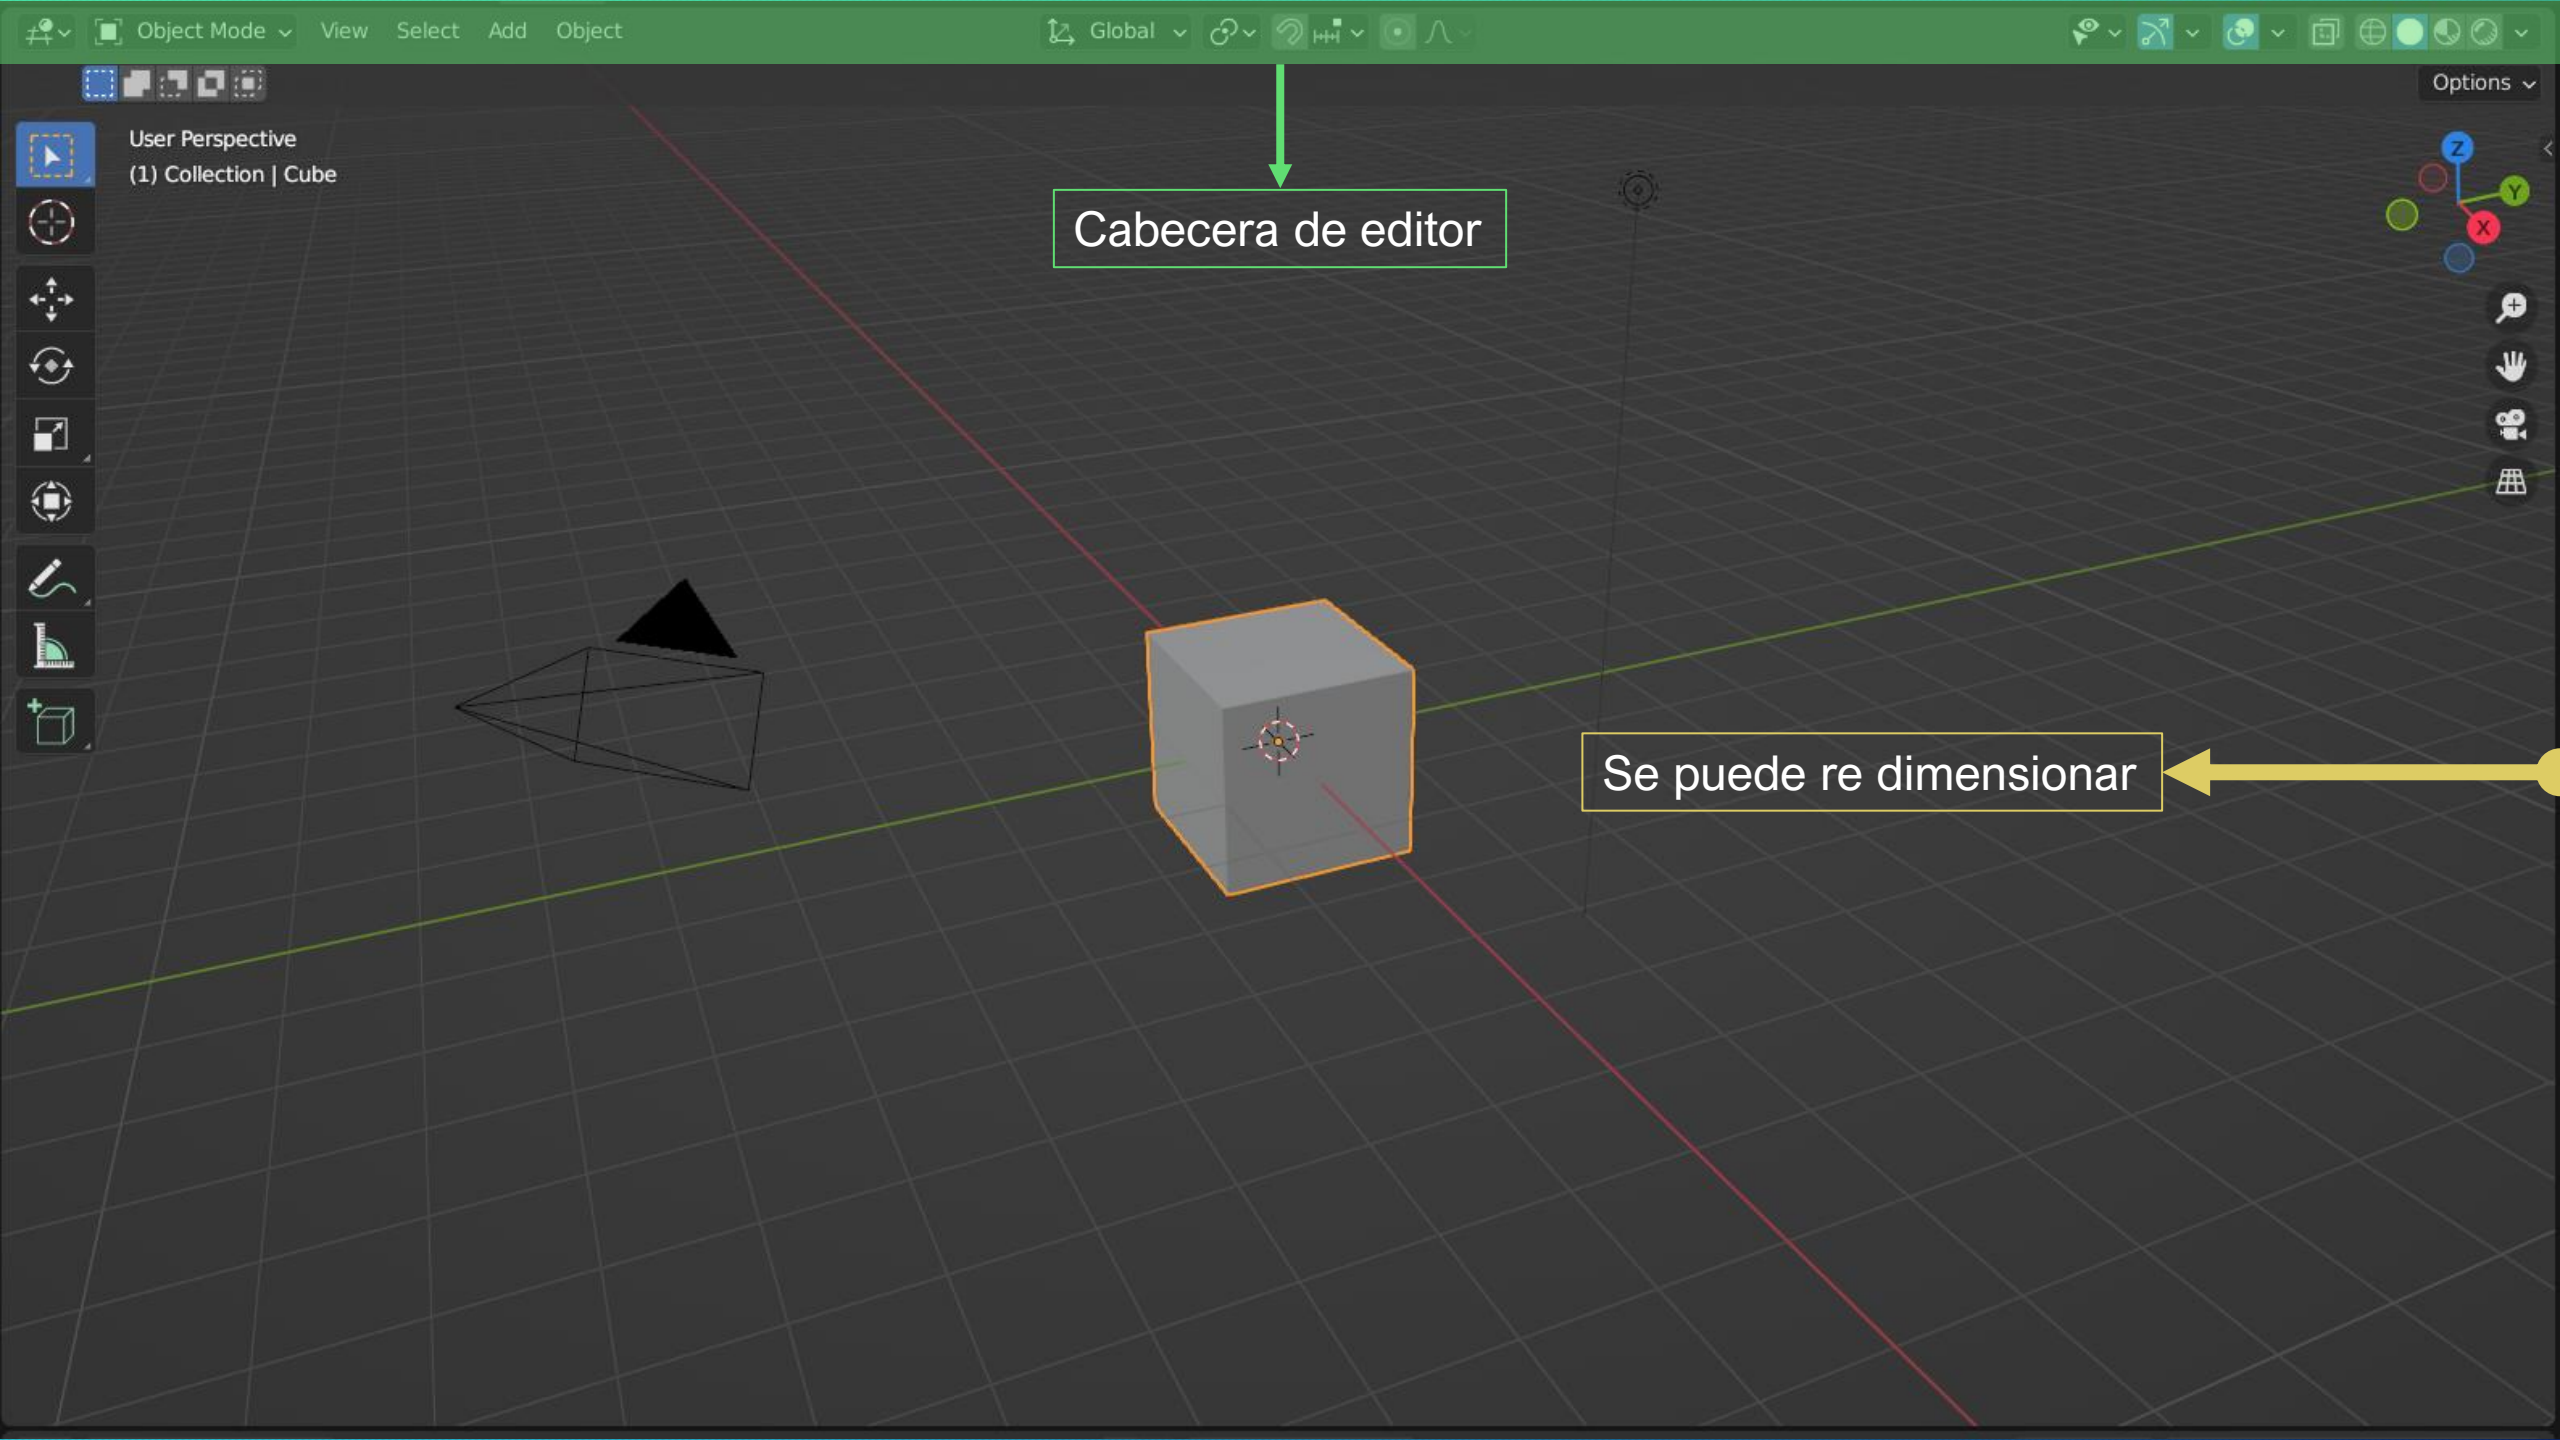 Object Mode View Select Add Object Global
Options
User Perspective
(1) Collection | Cube
Z
Y
X
Cabecera de editor
Se puede re dimensionar